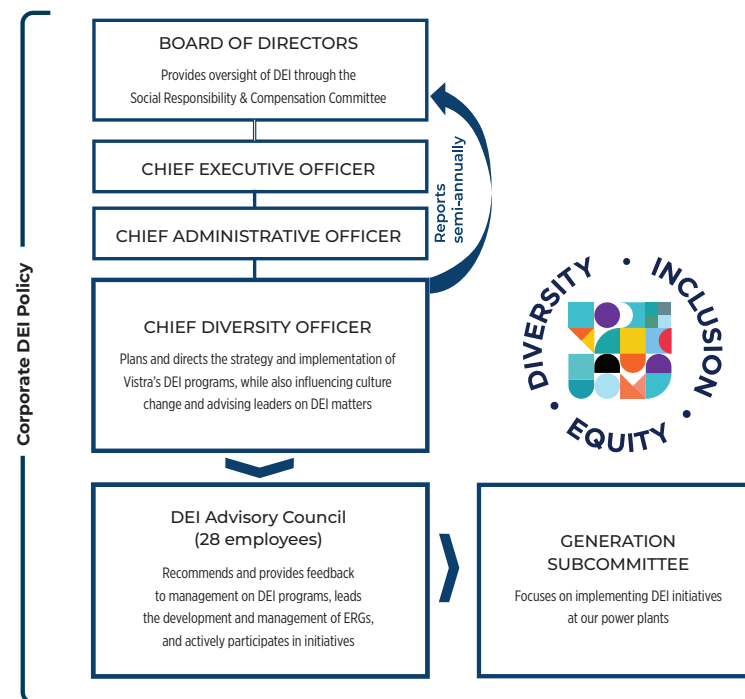 Corporate DEI Policy
BOARD OF DIRECTORS
Provides oversight of DEI through the
Social Responsibility & Compensation Committee
CHIEF EXECUTIVE OFFICER
CHIEF ADMINISTRATIVE OFFICER
Reports
semi-annually
CHIEF DIVERSITY OFFICER
Plans and directs the strategy and implementation of
Vistra’s DEI programs, while also influencing culture
change and advising leaders on DEI matters
DIVERSITY • INCLUSION • EQUITY •
DEI Advisory Council
(28 employees)
Recommends and provides feedback
to management on DEI programs, leads
the development and management of ERGs,
and actively participates in initiatives
GENERATION
SUBCOMMITTEE
Focuses on implementing DEI initiatives
at our power plants